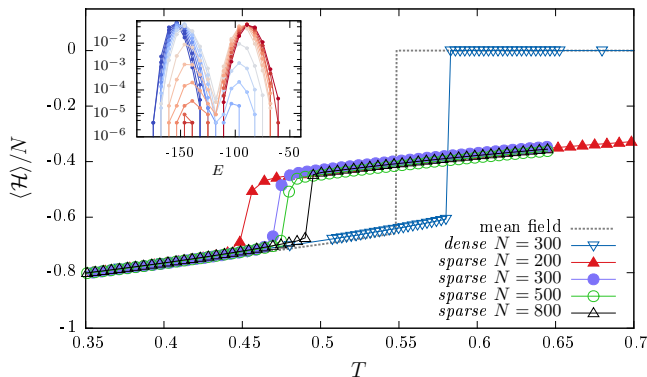 10⁻²
10⁻³
10⁻⁴
10⁻⁵
10⁻⁶
-150 -100 -50
E
0
-0.2
-0.4
-0.6
-0.8
-1
⟨ℋ⟩/N
mean field
dense N = 300
sparse N = 200
sparse N = 300
sparse N = 500
sparse N = 800
0.35 0.4 0.45 0.5 0.55 0.6 0.65 0.7
T